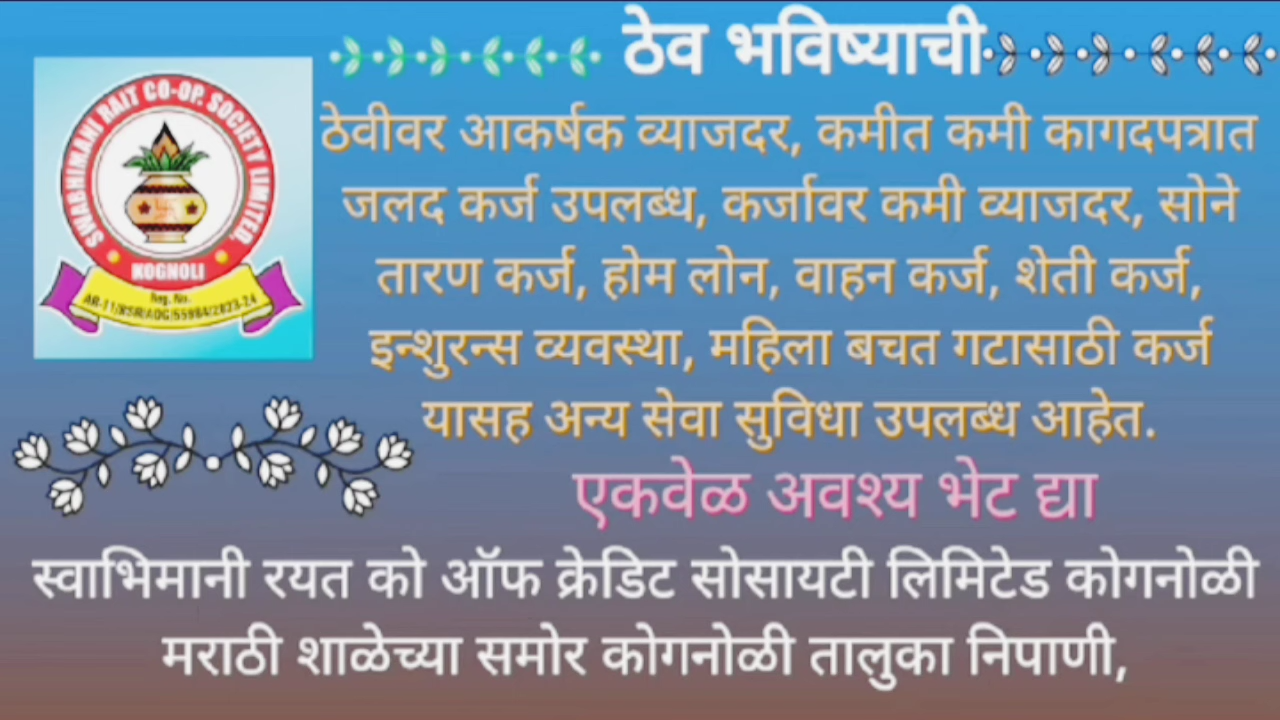 ठेव भविष्याची
ठेवीवर आकर्षक व्याजदर, कमीत कमी कागदपत्रात
जलद कर्ज उपलब्ध, कर्जावर कमी व्याजदर, सोने
तारण कर्ज, होम लोन, वाहन कर्ज, शेती कर्ज,
इन्शुरन्स व्यवस्था, महिला बचत गटासाठी कर्ज
यासह अन्य सेवा सुविधा उपलब्ध आहेत.
एकवेळ अवश्य भेट द्या
स्वाभिमानी रयत को ऑफ क्रेडिट सोसायटी लिमिटेड कोगनोळी
मराठी शाळेच्या समोर कोगनोळी तालुका निपाणी,
SWABHIMANI RAIT CO-OP. SOCIETY LIMITED,
KOGNOLI
Reg. No.